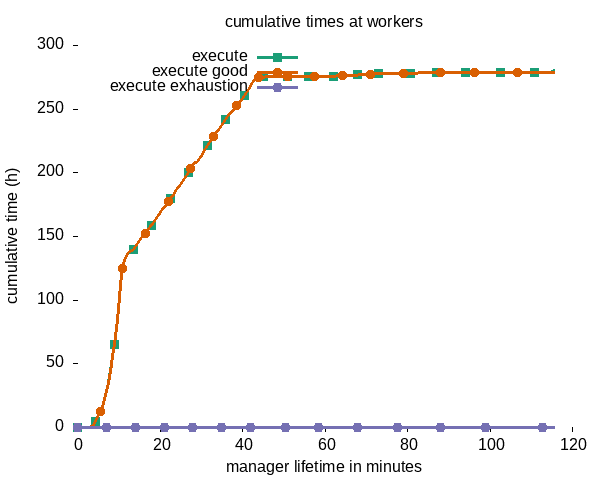 cumulative times at workers
300
250
200
150
100
50
0
cumulative time (h)
execute
execute good
execute exhaustion
0 20 40 60 80 100 120
manager lifetime in minutes